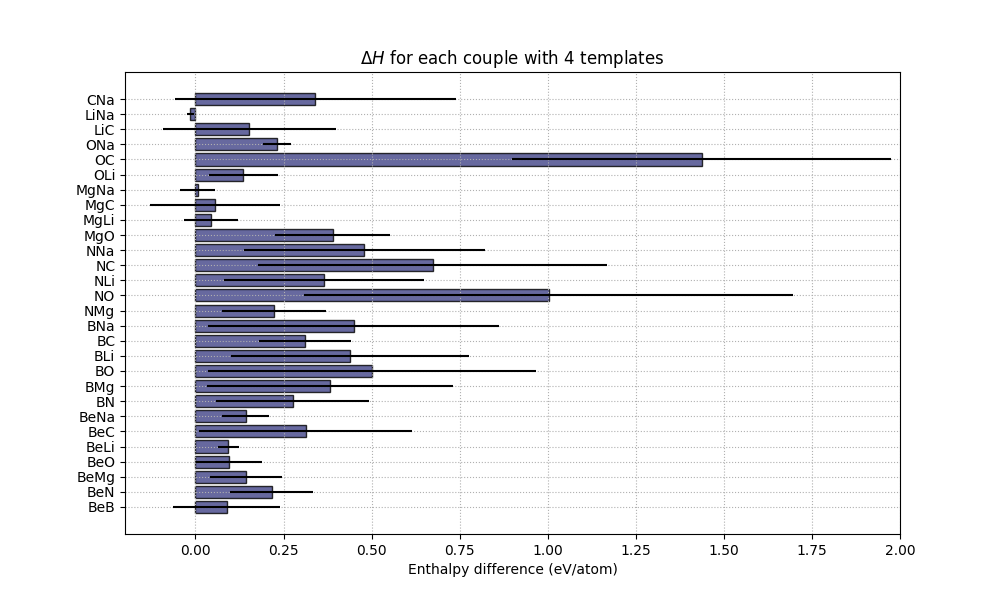 ΔH for each couple with 4 templates
CNa
LiNa
LiC
ONa
OC
OLi
MgNa
MgC
MgLi
MgO
NNa
NC
NLi
NO
NMg
BNa
BC
BLi
BO
BMg
BN
BeNa
BeC
BeLi
BeO
BeMg
BeN
BeB
0.00 0.25 0.50 0.75 1.00 1.25 1.50 1.75 2.00
Enthalpy difference (eV/atom)